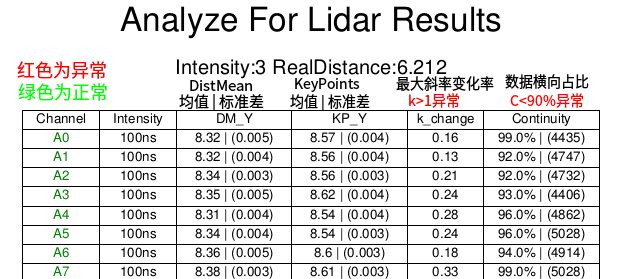 Analyze For Lidar Results
红色为异常
绿色为正常
Intensity:3 RealDistance:6.212
DistMean KeyPoints 最大斜率变化率 数据横向占比
均值 | 标准差 均值 | 标准差 k>1异常 C<90%异常
Channel Intensity DM_Y KP_Y k_change Continuity
A0 100ns 8.32 | (0.005) 8.57 | (0.004) 0.16 99.0% | (4435)
A1 100ns 8.32 | (0.004) 8.56 | (0.004) 0.13 92.0% | (4747)
A2 100ns 8.34 | (0.003) 8.56 | (0.003) 0.21 92.0% | (4732)
A3 100ns 8.35 | (0.005) 8.62 | (0.004) 0.24 93.0% | (4406)
A4 100ns 8.31 | (0.004) 8.54 | (0.004) 0.28 96.0% | (4862)
A5 100ns 8.34 | (0.004) 8.54 | (0.003) 0.24 96.0% | (5028)
A6 100ns 8.36 | (0.005) 8.6 | (0.003) 0.18 94.0% | (4914)
A7 100ns 8.38 | (0.003) 8.61 | (0.003) 0.33 99.0% | (5028)